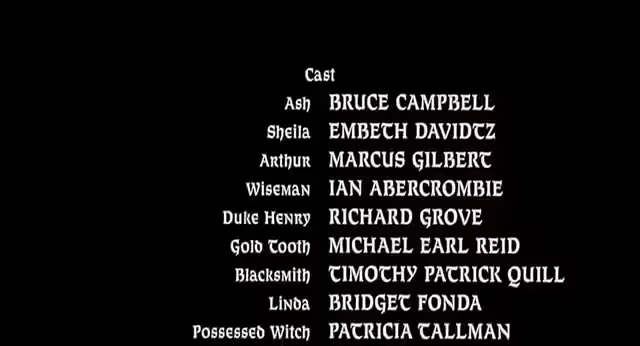 Cast
Ash BRUCE CAMPBELL
Sheila EMBETH DAVIDTZ
Arthur MARCUS GILBERT
Wiseman IAN ABERCROMBIE
Duke Henry RICHARD GROVE
Gold Tooth MICHAEL EARL REID
Blacksmith TIMOTHY PATRICK QUILL
Linda BRIDGET FONDA
Possessed Witch PATRICIA TALLMAN